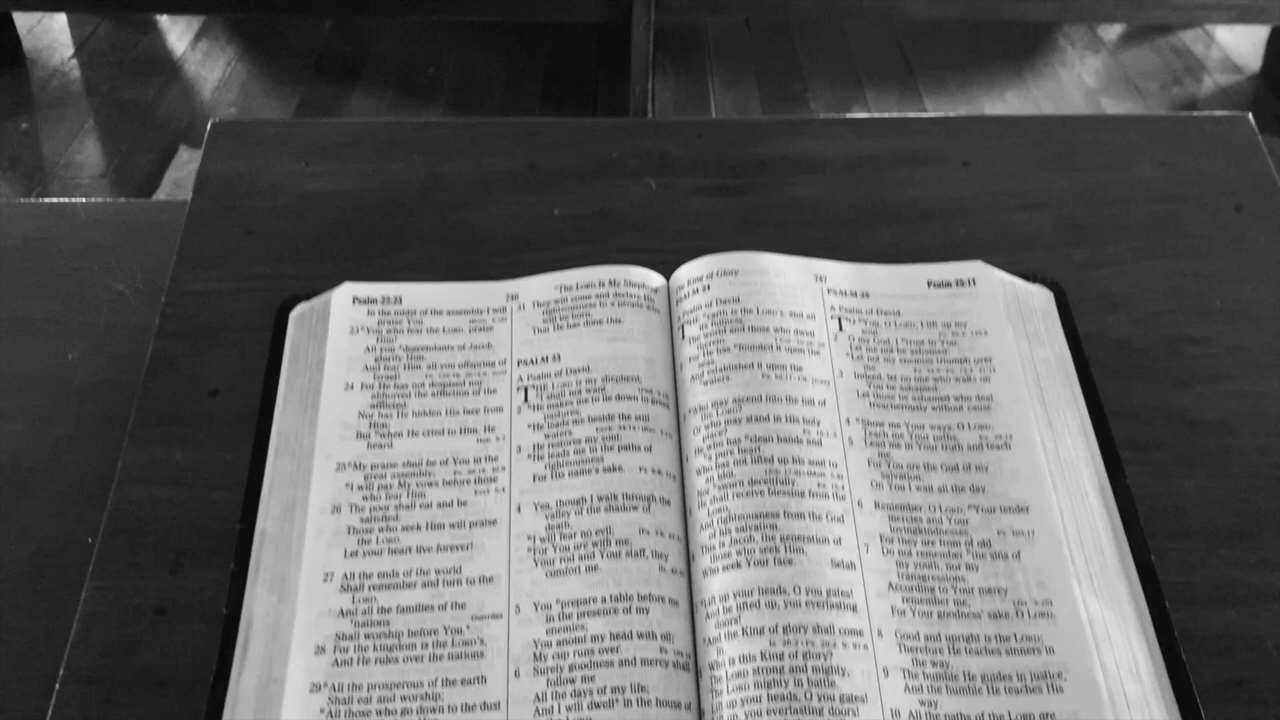 Psalm 22:23
740
"The LORD Is My Shepherd
In the midst of the assembly I will
praise You.
23 "You who fear the LORD, praise
Him!
All you "descendants of Jacob,
glorify Him,
And fear Him, all you offspring of
Israel!
24 For He has not despised nor
abhorred the affliction of the
afflicted;
Nor has He hidden His face from
Him;
But "when He cried to Him, He
heard.
25 "My praise shall be of You in the
great assembly;
"I will pay My vows before those
who fear Him.
26 The poor shall eat and be
satisfied;
Those who seek Him will praise
the LORD.
Let your heart live forever!
27 All the ends of the world
Shall remember and turn to the
LORD,
And all the families of the
"nations
Shall worship before You.
28 For the kingdom is the LORD's,
And He rules over the nations.
29 "All the prosperous of the earth
Shall eat and worship;
"All those who go down to the dust
31 They will come and declare His
righteousness to a people who
will be born,
That He has done this.
PSALM 23
A Psalm of David.
THE LORD is my shepherd;
"I shall not want.
2 "He makes me to lie down in green
pastures;
"He leads me beside the still
waters.
3 He restores my soul;
"He leads me in the paths of
righteousness
For His name's sake.
4 Yea, though I walk through the
valley of the shadow of
death,
"I will fear no evil;
"For You are with me;
Your rod and Your staff, they
comfort me.
5 You "prepare a table before me
in the presence of my
enemies;
You anoint my head with oil;
My cup runs over.
6 Surely goodness and mercy shall
follow me
All the days of my life;
And I will dwell in the house of
the LORD
King of Glory
747
Psalm 25:11
PSALM 24
Psalm of David.
THE "earth is the LORD's, and all
its fullness,
The world and those who dwell
therein.
For He has "founded it upon the
seas,
And established it upon the
waters.
"Who may ascend into the hill of
the LORD?
Or who may stand in His holy
place?
He who has "clean hands and
a pure heart,
Who has not lifted up his soul to
an idol,
Nor "sworn deceitfully.
He shall receive blessing from the
LORD,
And righteousness from the God
of his salvation.
This is Jacob, the generation of
those who seek Him,
Who seek Your face. Selah
"Lift up your heads, O you gates!
And be lifted up, you everlasting
doors!
"And the King of glory shall come
in.
Who is this King of glory?
The LORD strong and mighty,
The LORD mighty in battle.
Lift up your heads, O you gates!
Lift up, you everlasting doors!
PSALM 25
A Psalm of David.
TO "You, O LORD, I lift up my
soul.
2 O my God, I "trust in You;
Let me not be ashamed;
"Let not my enemies triumph over
me.
3 Indeed, let no one who waits on
You be ashamed;
Let those be ashamed who deal
treacherously without cause.
4 "Show me Your ways, O LORD;
Teach me Your paths.
5 Lead me in Your truth and teach
me,
For You are the God of my
salvation;
On You I wait all the day.
6 Remember, O LORD, "Your tender
mercies and Your
lovingkindnesses,
For they are from of old.
7 Do not remember "the sins of
my youth, nor my
transgressions;
According to Your mercy
remember me,
For Your goodness' sake, O LORD.
8 Good and upright is the LORD;
Therefore He teaches sinners in
the way.
9 The humble He guides in justice,
And the humble He teaches His
way.
10 All the paths of the LORD are